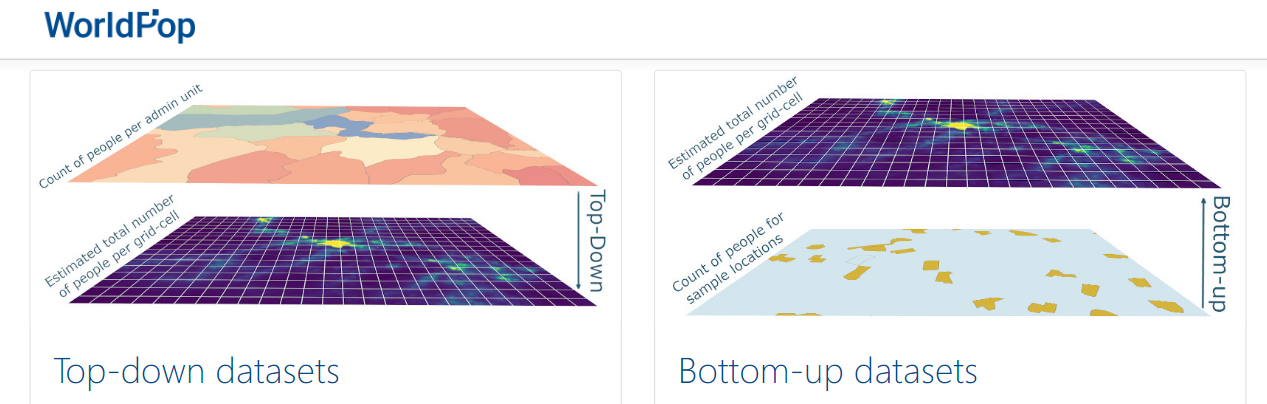 WorldPop
Count of people per admin unit
Estimated total number
of people per grid-cell
Top-Down
Top-down datasets
Estimated total number
of people per grid-cell
Count of people for
sample locations
Bottom-up
Bottom-up datasets